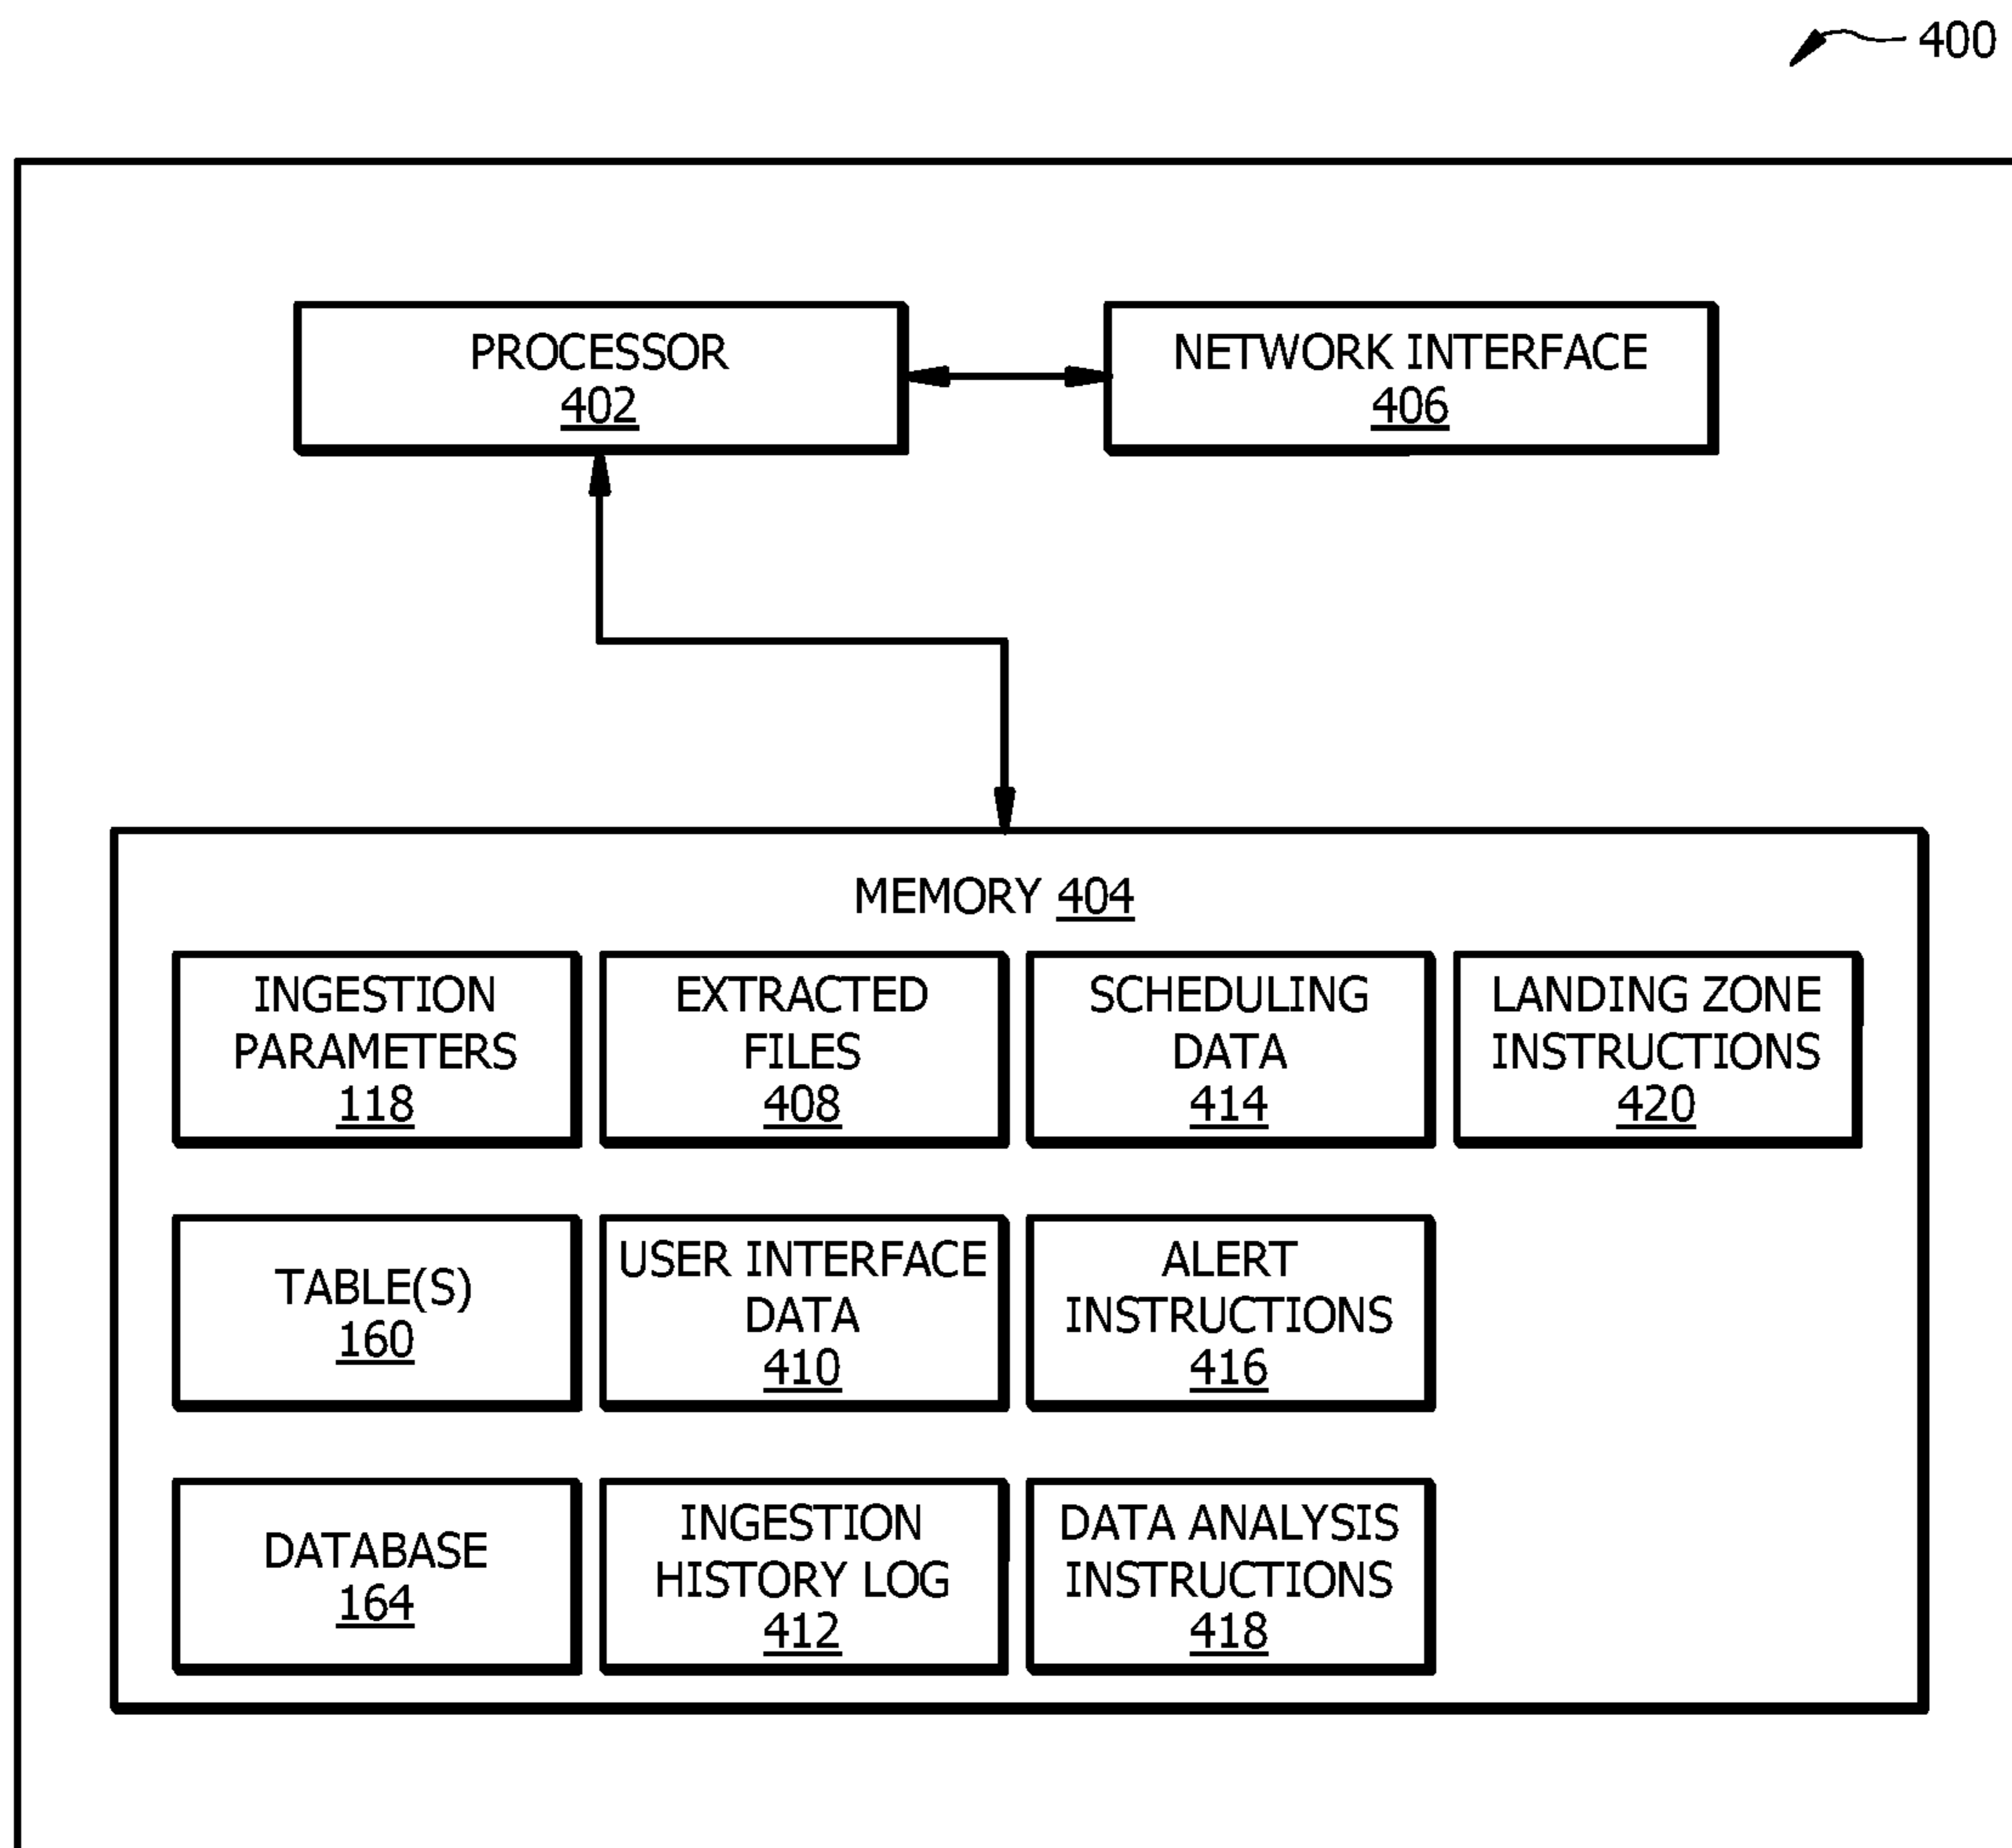 400
PROCESSOR
402
NETWORK INTERFACE
406
MEMORY 404
INGESTION
PARAMETERS
118
EXTRACTED
FILES
408
SCHEDULING
DATA
414
LANDING ZONE
INSTRUCTIONS
420
TABLE(S)
160
USER INTERFACE
DATA
410
ALERT
INSTRUCTIONS
416
DATABASE
164
INGESTION
HISTORY LOG
412
DATA ANALYSIS
INSTRUCTIONS
418